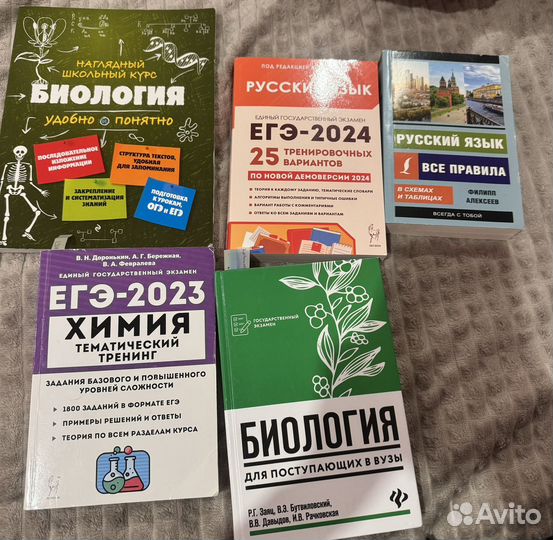 НАГЛЯДНЫЙ
ШКОЛЬНЫЙ КУРС
БИОЛОГИЯ
УДОБНО И ПОНЯТНО
ПОСЛЕДОВАТЕЛЬНОЕ
ИЗЛОЖЕНИЕ
ИНФОРМАЦИИ
СТРУКТУРА ТЕКСТОВ,
УДОБНАЯ
ДЛЯ ЗАПОМИНАНИЯ
ЗАКРЕПЛЕНИЕ
И СИСТЕМАТИЗАЦИЯ
ЗНАНИЙ
ПОДГОТОВКА
К УРОКАМ,
ОГЭ И ЕГЭ
ПОД РЕДАКЦИЕЙ
РУССКИЙ ЯЗЫК
ЕДИНЫЙ ГОСУДАРСТВЕННЫЙ ЭКЗАМЕН
ЕГЭ-2024
25 ТРЕНИРОВОЧНЫХ
ВАРИАНТОВ
ПО НОВОЙ ДЕМОВЕРСИИ 2024
ТЕОРИЯ К КАЖДОМУ ЗАДАНИЮ, ТЕМАТИЧЕСКИЕ СЛОВАРИ
АЛГОРИТМЫ ВЫПОЛНЕНИЯ И ТИПИЧНЫЕ ОШИБКИ
ВАРИАНТ РАБОТЫ С КОММЕНТАРИЯМИ
ОТВЕТЫ КО ВСЕМ ЗАДАНИЯМ И ВАРИАНТАМ
РУССКИЙ ЯЗЫК
ВСЕ ПРАВИЛА
В СХЕМАХ
И ТАБЛИЦАХ
ФИЛИПП
АЛЕКСЕЕВ
ВСЕГДА С ТОБОЙ
В. Н. Доронькин, А. Г. Бережная,
В. А. Февралева
ЕДИНЫЙ ГОСУДАРСТВЕННЫЙ ЭКЗАМЕН
ЕГЭ-2023
ХИМИЯ
ТЕМАТИЧЕСКИЙ
ТРЕНИНГ
ЗАДАНИЯ БАЗОВОГО И ПОВЫШЕННОГО
УРОВНЕЙ СЛОЖНОСТИ
1800 ЗАДАНИЙ В ФОРМАТЕ ЕГЭ
ПРИМЕРЫ РЕШЕНИЙ И ОТВЕТЫ
ТЕОРИЯ ПО ВСЕМ РАЗДЕЛАМ КУРСА
ГОСУДАРСТВЕННЫЙ
ЭКЗАМЕН
БИОЛОГИЯ
ДЛЯ ПОСТУПАЮЩИХ В ВУЗЫ
Р.Г. Заяц, В.Э. Бутвиловский,
В.В. Давыдов, И.В. Рачковская
Avito